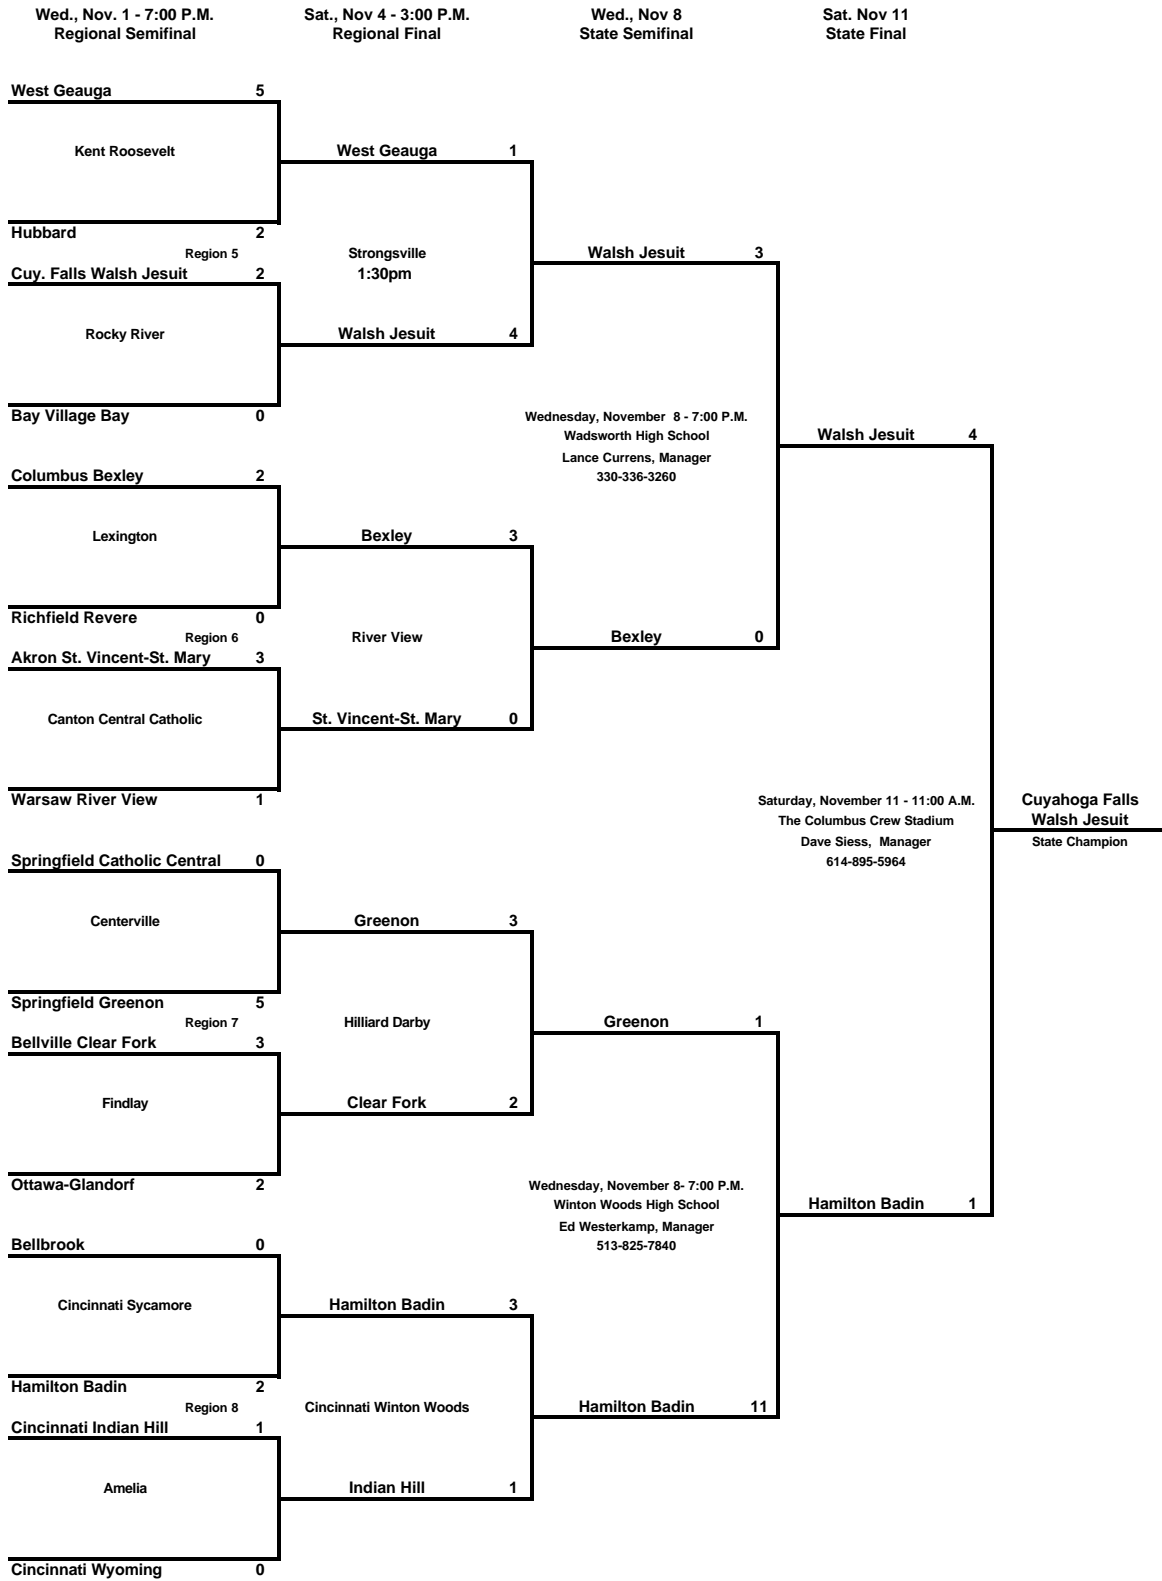 Wed., Nov. 1 - 7:00 P.M.
Regional Semifinal
Sat., Nov 4 - 3:00 P.M.
Regional Final
Wed., Nov 8
State Semifinal
Sat. Nov 11
State Final
West Geauga 5
Kent Roosevelt
West Geauga 1
Hubbard 2
Region 5
Strongsville
1:30pm
Walsh Jesuit 3
Cuy. Falls Walsh Jesuit 2
Rocky River
Walsh Jesuit 4
Bay Village Bay 0
Wednesday, November 8 - 7:00 P.M.
Wadsworth High School
Lance Currens, Manager
330-336-3260
Walsh Jesuit 4
Columbus Bexley 2
Lexington
Bexley 3
Richfield Revere 0
Region 6
River View
Bexley 0
Akron St. Vincent-St. Mary 3
Canton Central Catholic
St. Vincent-St. Mary 0
Warsaw River View 1
Saturday, November 11 - 11:00 A.M.
The Columbus Crew Stadium
Dave Siess, Manager
614-895-5964
Cuyahoga Falls
Walsh Jesuit
State Champion
Springfield Catholic Central 0
Centerville
Greenon 3
Springfield Greenon 5
Region 7
Hilliard Darby
Greenon 1
Bellville Clear Fork 3
Findlay
Clear Fork 2
Ottawa-Glandorf 2
Wednesday, November 8- 7:00 P.M.
Winton Woods High School
Ed Westerkamp, Manager
513-825-7840
Hamilton Badin 1
Bellbrook 0
Cincinnati Sycamore
Hamilton Badin 3
Hamilton Badin 2
Region 8
Cincinnati Winton Woods
Hamilton Badin 11
Cincinnati Indian Hill 1
Amelia
Indian Hill 1
Cincinnati Wyoming 0